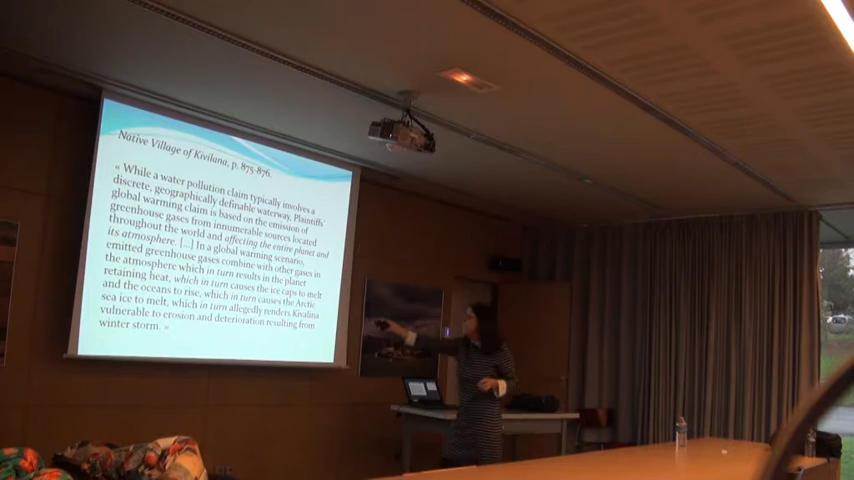 Native Village of Kivilana, p. 875-876.
« While a water pollution claim typically involves a
discrete, geographically definable waterway, Plaintiffs'
global warming claim is based on the emission of
greenhouse gases from innumerable sources located
throughout the world and affecting the entire planet and
its atmosphere. [...] In a global warming scenario,
emitted greenhouse gases combine with other gases in
the atmosphere which in turn results in the planet
retaining heat, which in turn causes the ice caps to melt
and the oceans to rise, which in turn causes the Arctic
sea ice to melt, which in turn allegedly renders Kivalina
vulnerable to erosion and deterioration resulting from
winter storm. »